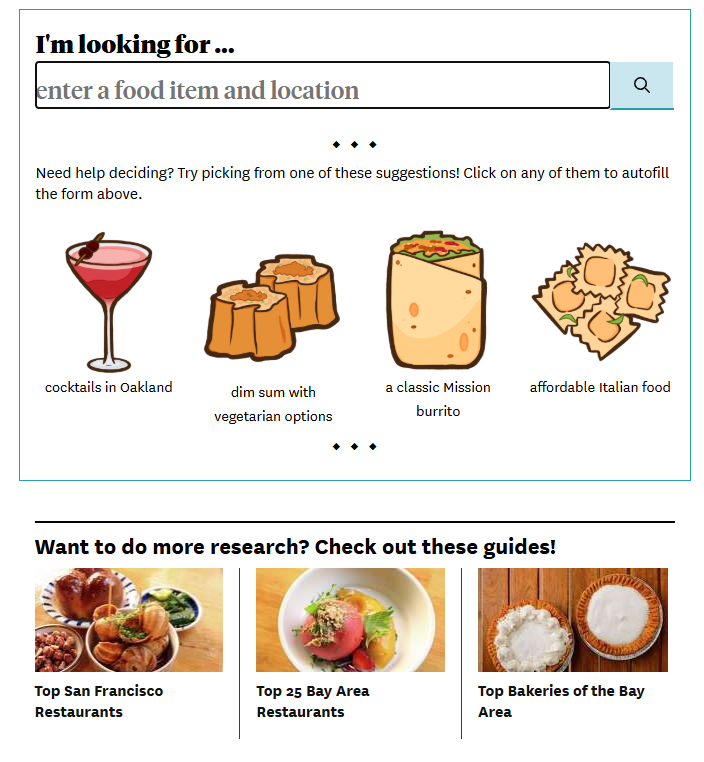 I'm looking for ...
enter a food item and location
Need help deciding? Try picking from one of these suggestions! Click on any of them to autofill
the form above.
cocktails in Oakland
dim sum with
vegetarian options
a classic Mission
burrito
affordable Italian food
Want to do more research? Check out these guides!
Top San Francisco
Restaurants
Top 25 Bay Area
Restaurants
Top Bakeries of the Bay
Area